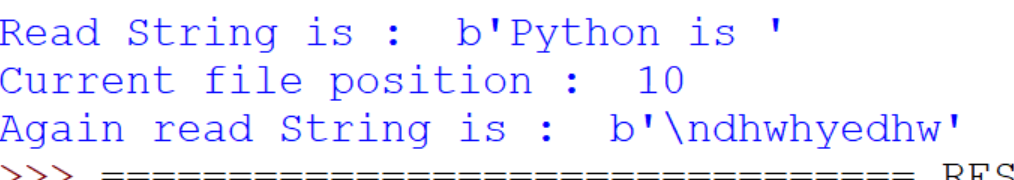 Read String is :  b'Python is '
Current file position :  10
Again read String is :  b'\ndhwhyedhw'
>>> ================================ RES